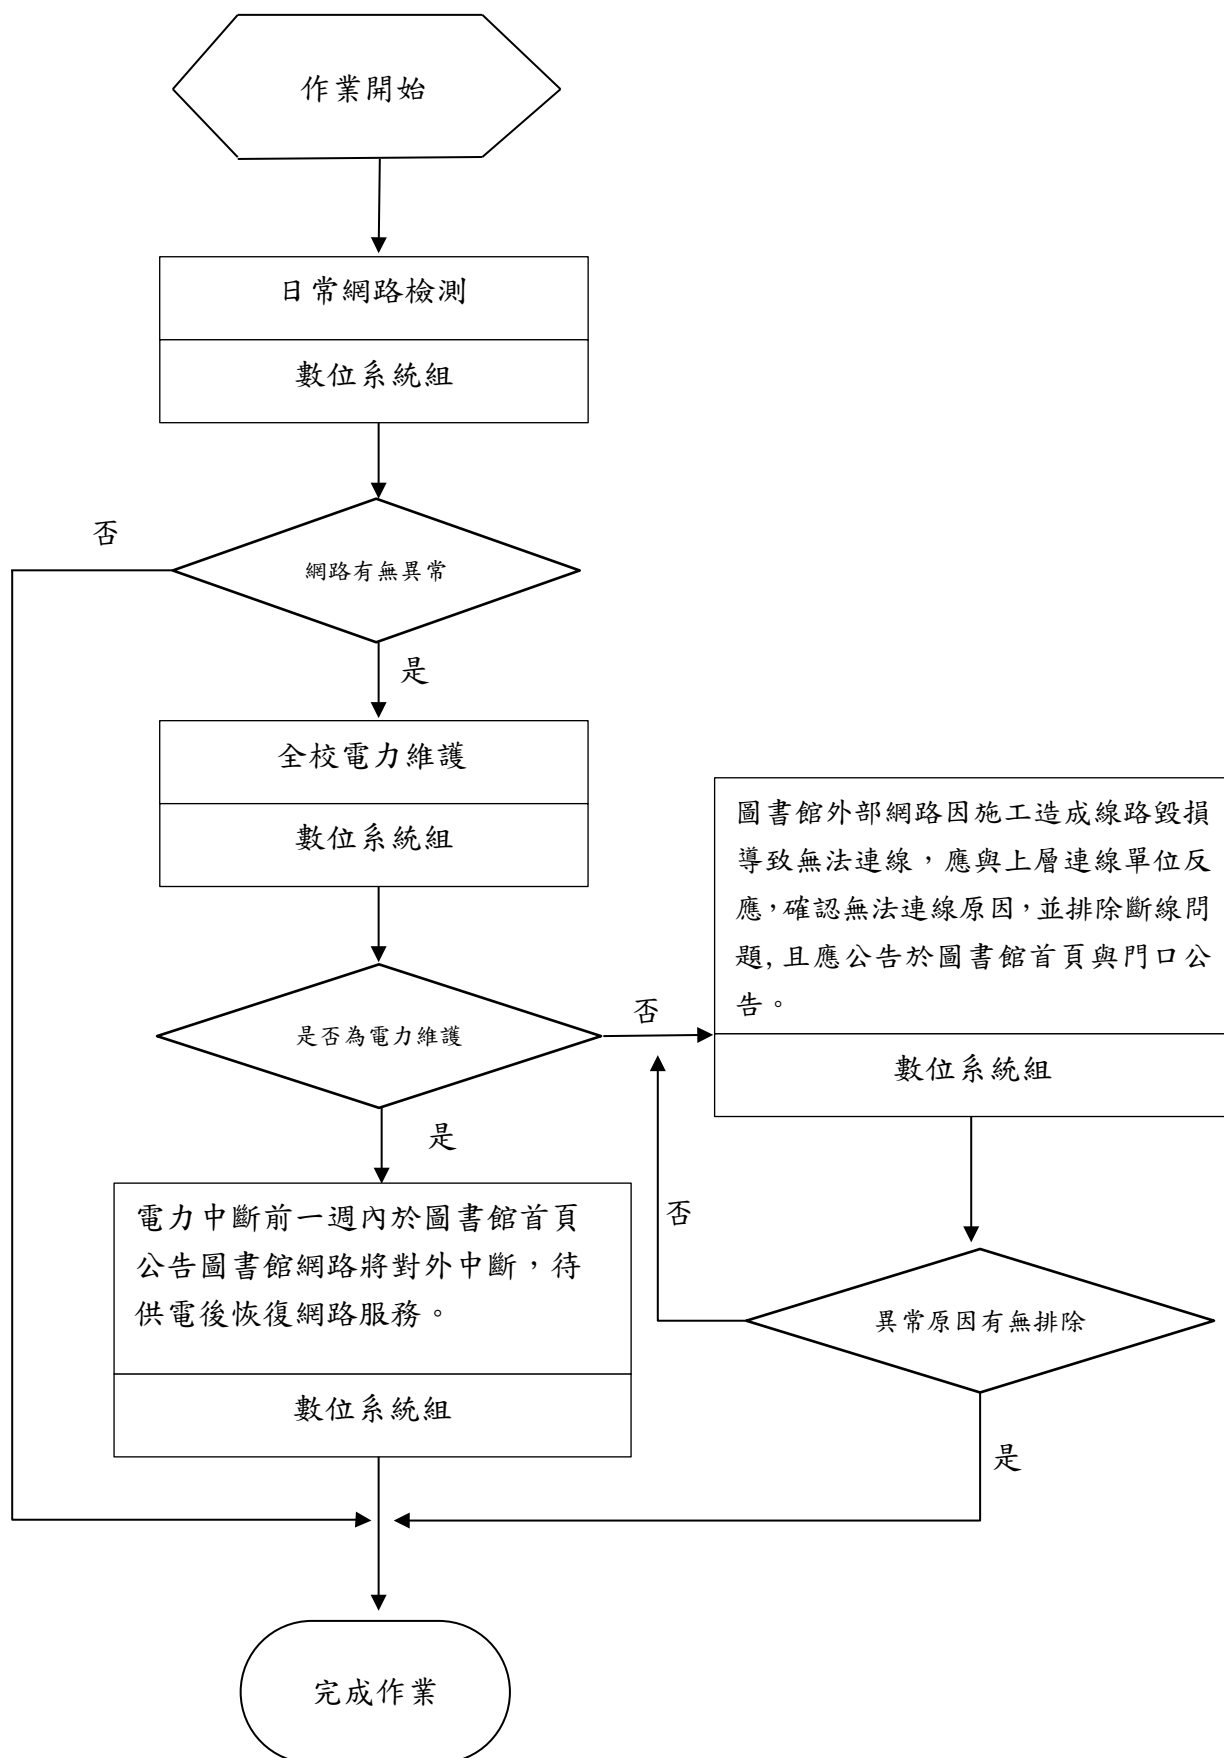 作業開始
日常網路檢測
數位系統組
否
網路有無異常
是
全校電力維護
數位系統組
是否為電力維護
否
圖書館外部網路因施工造成線路毀損
導致無法連線，應與上層連線單位反
應，確認無法連線原因，並排除斷線問
題，且應公告於圖書館首頁與門口公
告。
數位系統組
是
電力中斷前一週內於圖書館首頁
公告圖書館網路將對外中斷，待
供電後恢復網路服務。
數位系統組
否
異常原因有無排除
是
完成作業